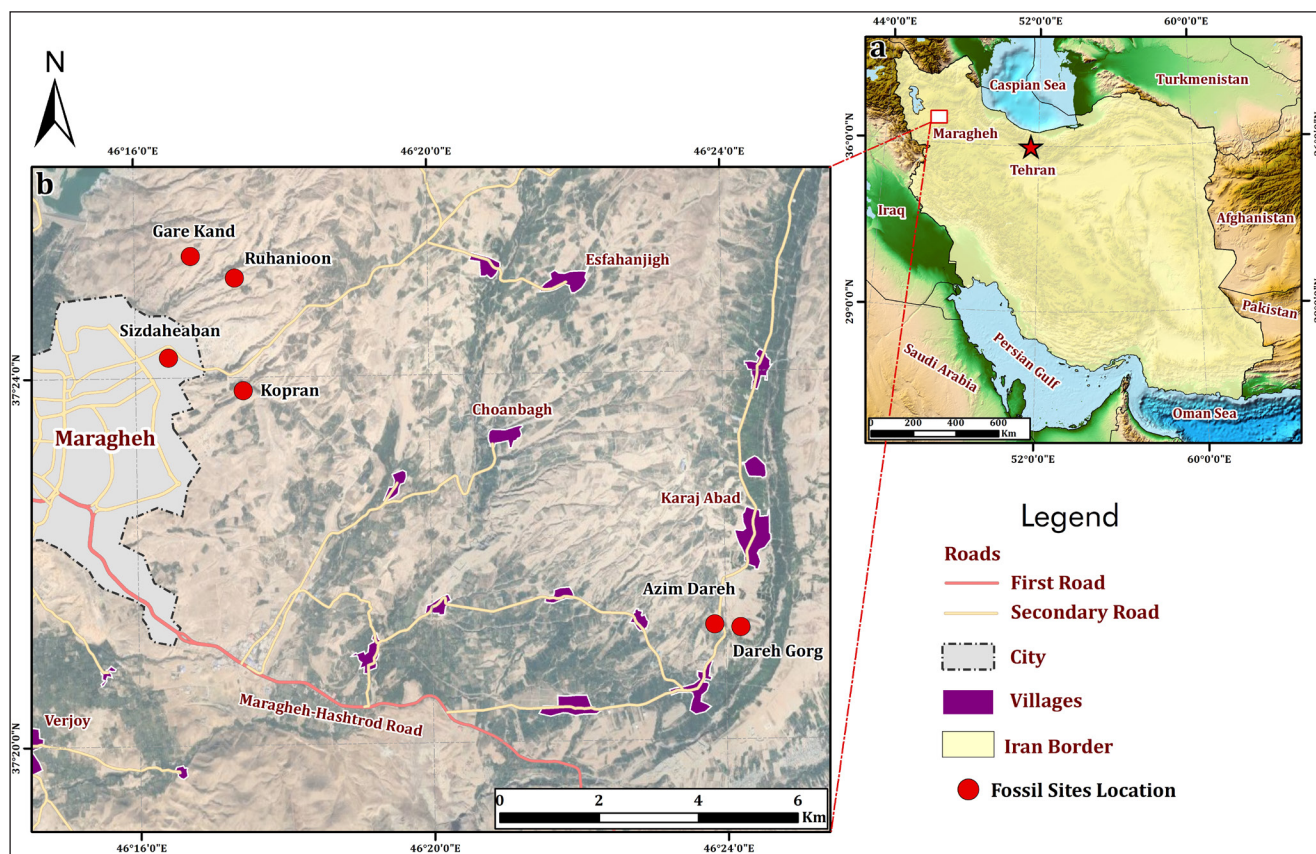 N
46°16'0"E
46°20'0"E
46°24'0"E
b
Gare Kand
Ruhanioon
Esfahanjigh
Sizdaheaban
Kopran
37°24'0"N
Maragheh
Choanbagh
Karaj Abad
Azim Dareh
Dareh Gorg
Maragheh-Hashtrod Road
Verjoy
37°20'0"N
0 2 4 6
Km
46°16'0"E
46°20'0"E
46°24'0"E
44°0'0"E
52°0'0"E
60°0'0"E
a
Caspian Sea
Turkmenistan
Maragheh
36°0'0"N
Tehran
Iraq
Afghanistan
29°0'0"N
Pakistan
Persian Gulf
Saudi Arabia
Oman Sea
0 200 400 600
Km
52°0'0"E
60°0'0"E
Legend
Roads
First Road
Secondary Road
City
Villages
Iran Border
Fossil Sites Location